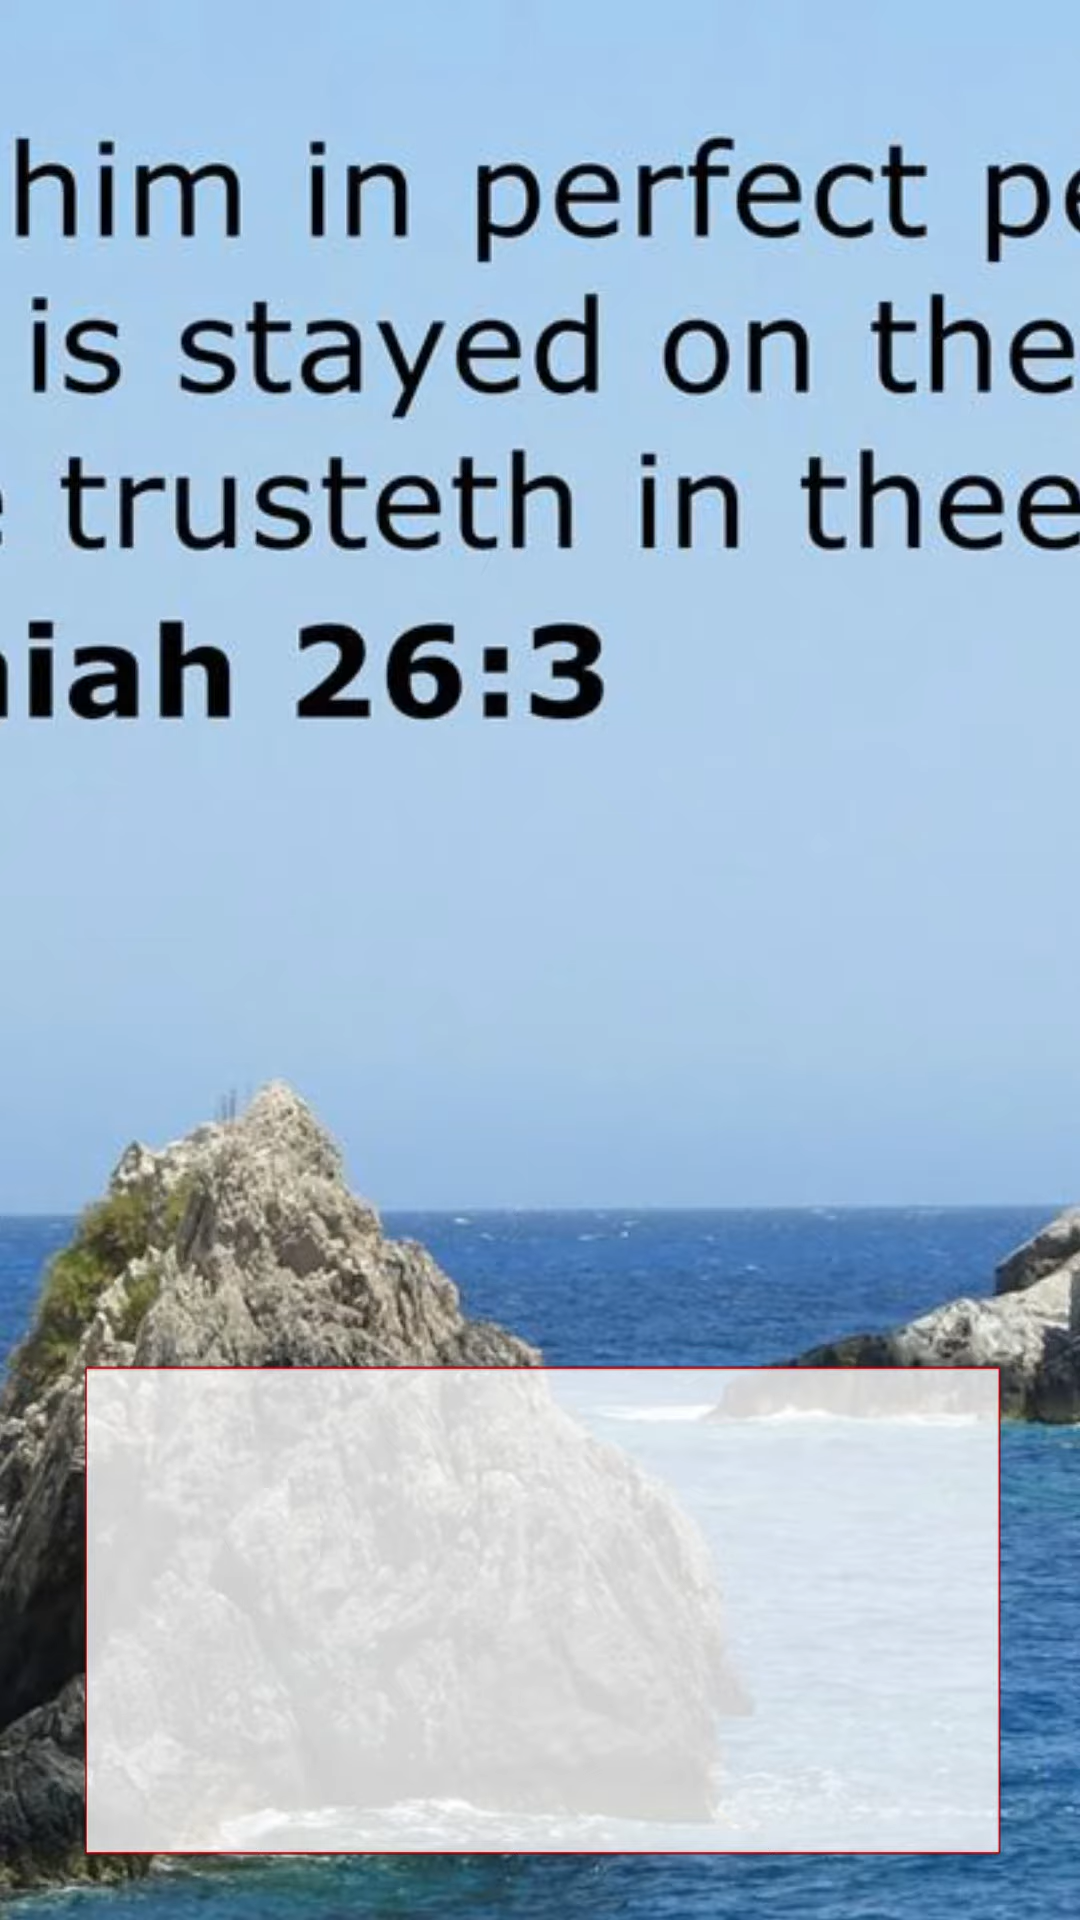 him in perfect pe
is stayed on the
e trusteth in thee
iah 26:3